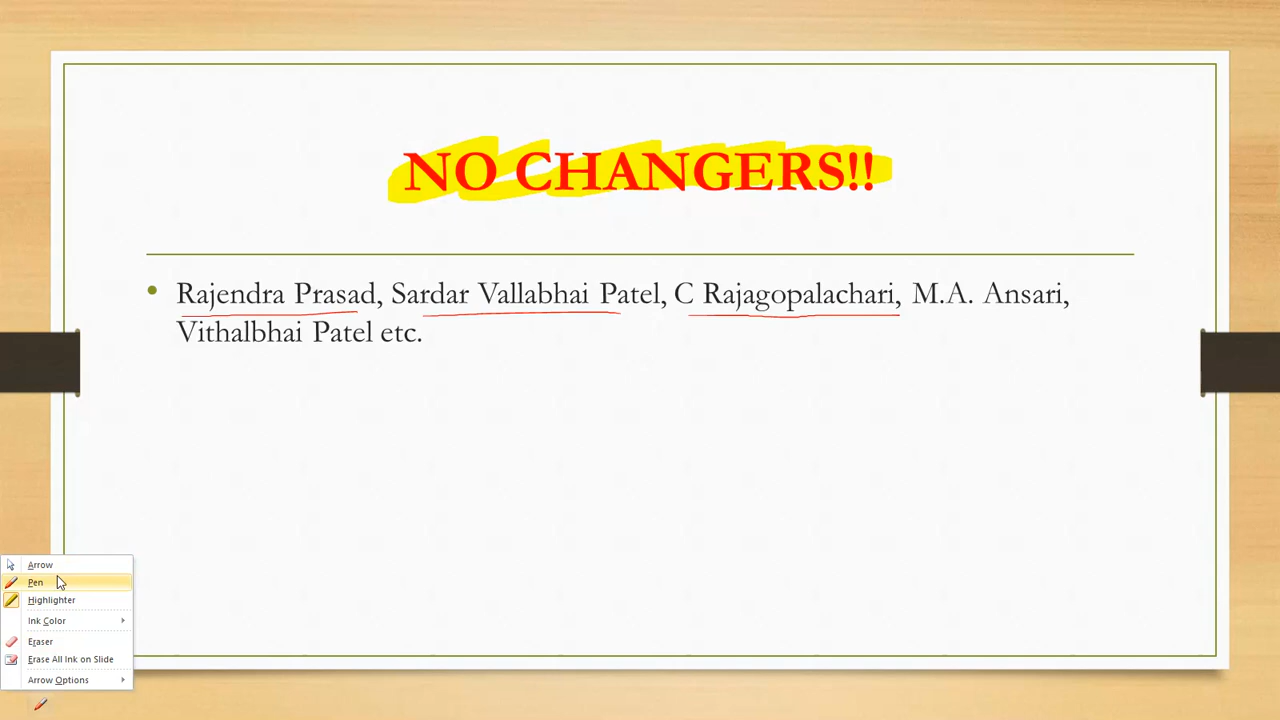 NO CHANGERS!!
• Rajendra Prasad, Sardar Vallabhai Patel, C Rajagopalachari, M.A. Ansari,
Vithalbhai Patel etc.
Arrow
Pen
Highlighter
Ink Color
Eraser
Erase All Ink on Slide
Arrow Options